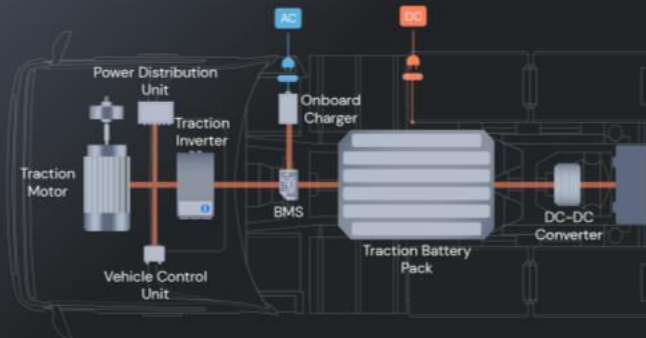 AC
DC
Power Distribution
Unit
Onboard
Charger
Traction
Inverter
Traction
Motor
BMS
DC-DC
Converter
Traction Battery
Pack
Vehicle Control
Unit